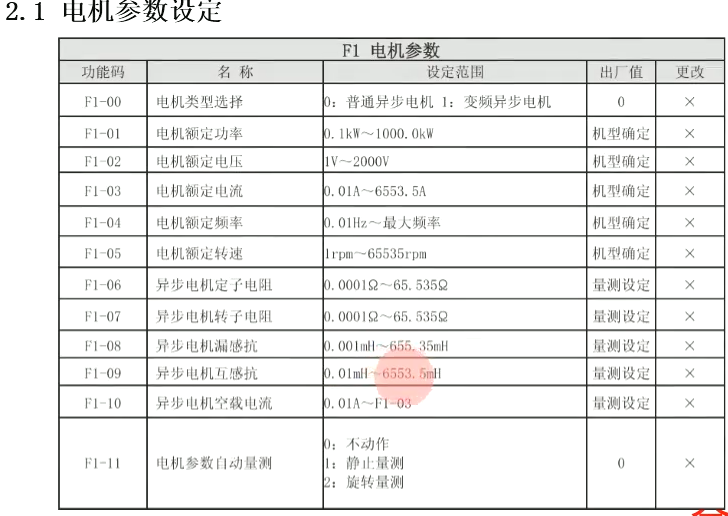 2.1 电机参数设定
F1 电机参数
功能码 名 称 设定范围 出厂值 更改
F1-00 电机类型选择 0: 普通异步电机 1: 变频异步电机 0 ×
F1-01 电机额定功率 0.1kW～1000.0kW 机型确定 ×
F1-02 电机额定电压 1V～2000V 机型确定 ×
F1-03 电机额定电流 0.01A～6553.5A 机型确定 ×
F1-04 电机额定频率 0.01Hz～最大频率 机型确定 ×
F1-05 电机额定转速 1rpm～65535rpm 机型确定 ×
F1-06 异步电机定子电阻 0.0001Ω～65.535Ω 量测设定 ×
F1-07 异步电机转子电阻 0.0001Ω～65.535Ω 量测设定 ×
F1-08 异步电机漏感抗 0.001mH～655.35mH 量测设定 ×
F1-09 异步电机互感抗 0.01mH～6553.5mH 量测设定 ×
F1-10 异步电机空载电流 0.01A～F1-03 量测设定 ×
F1-11 电机参数自动量测 0: 不动作 0 ×
1: 静止量测
2: 旋转量测